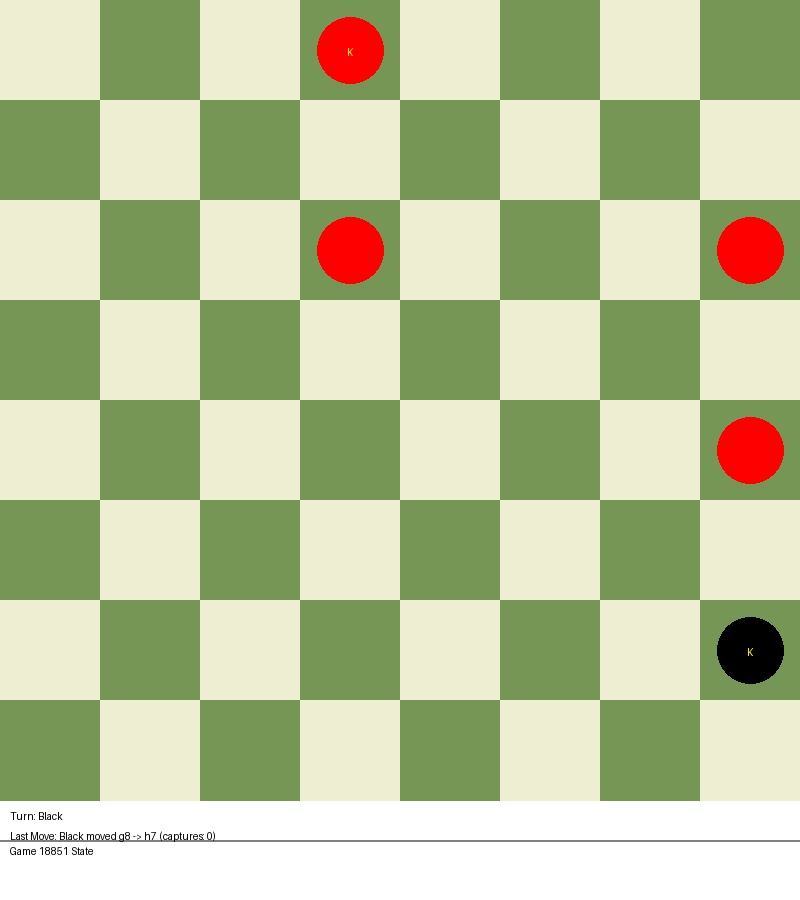 K
K
Turn: Black
Last Move: Black moved g8 -> h7 (captures: 0)
Game 18851 State